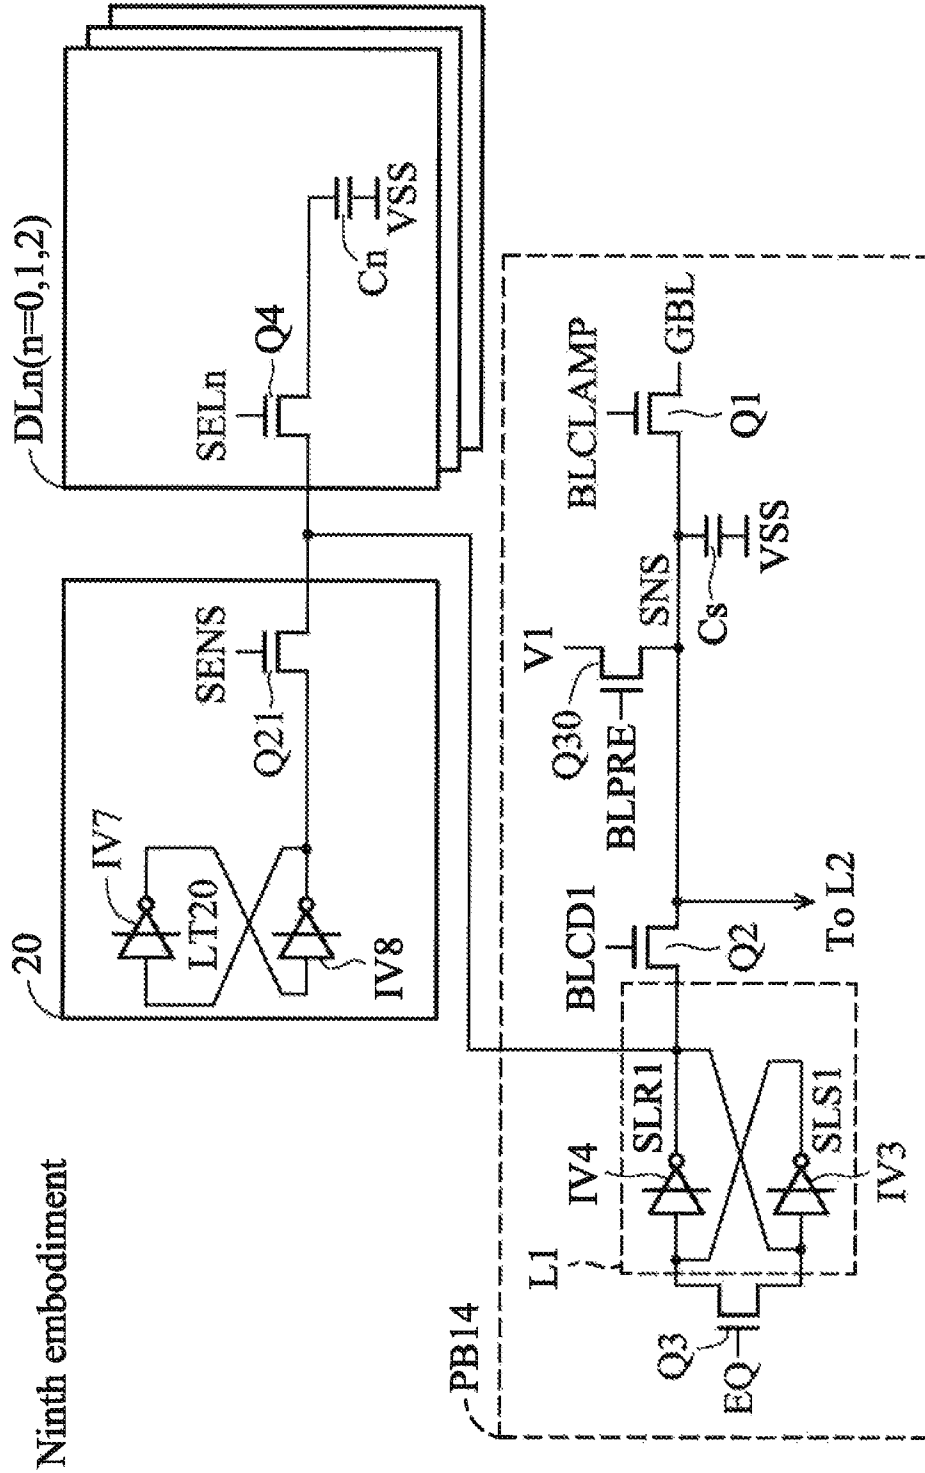 Ninth embodiment
20
IV7
LT20
IV8
SENS
Q21
DLn(n=0,1,2)
SELn
Q4
Cn
VSS
PB14
L1
Q3
EQ
IV4
SLR1
SLS1
IV3
BLCD1
Q2
To L2
V1
Q30
BLPRE
SNS
Cs
VSS
BLCLAMP
Q1
GBL